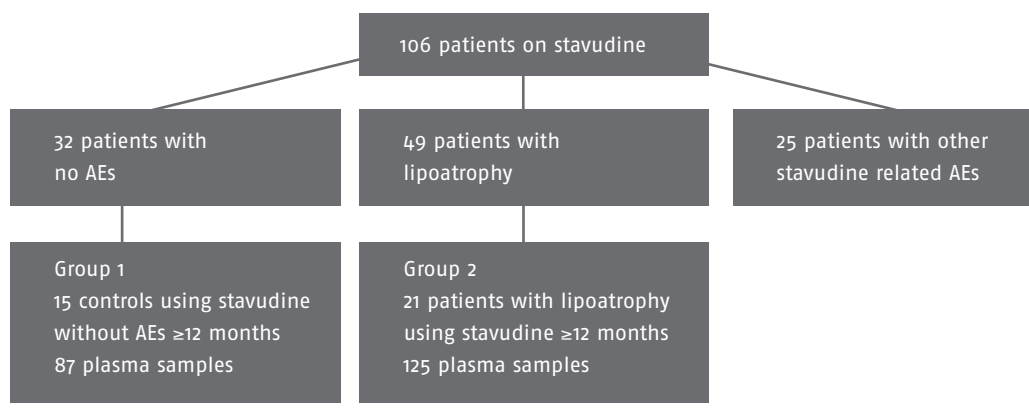 106 patients on stavudine
32 patients with
no AEs
49 patients with
lipoatrophy
25 patients with other
stavudine related AEs
Group 1
15 controls using stavudine
without AEs ≥12 months
87 plasma samples
Group 2
21 patients with lipoatrophy
using stavudine ≥12 months
125 plasma samples